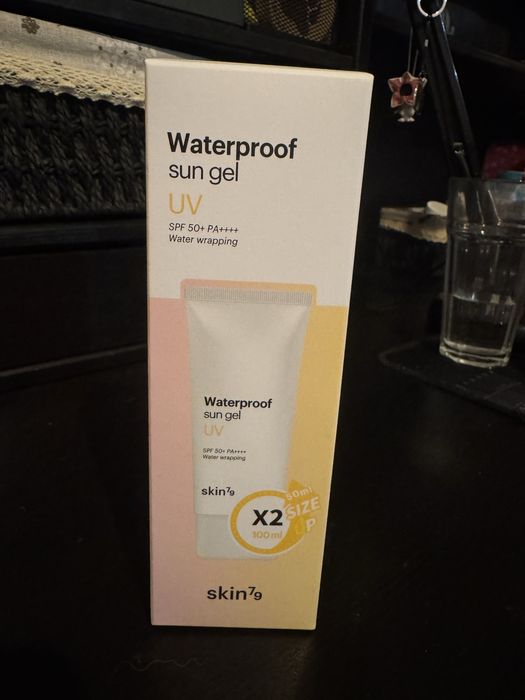 Waterproof
sun gel
UV
SPF 50+ PA++++
Water wrapping
Waterproof
sun gel
UV
SPF 50+ PA++++
Water wrapping
skin79
50ml
SIZE
UP
X2
100ml
skin79